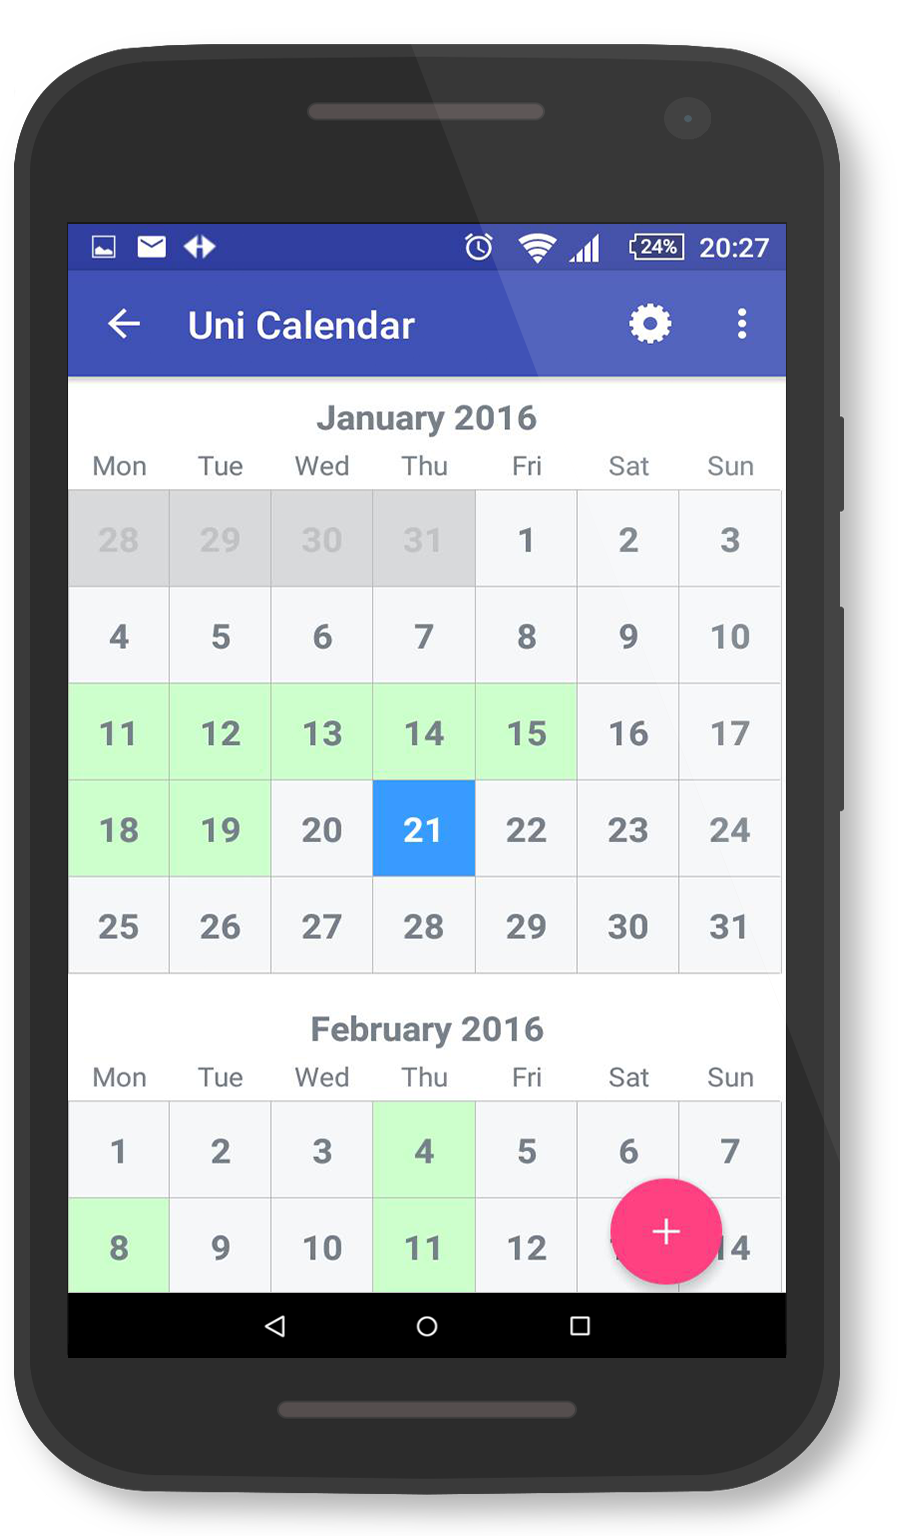 24% 20:27
Uni Calendar
January 2016
Mon Tue Wed Thu Fri Sat Sun
28 29 30 31 1 2 3
4 5 6 7 8 9 10
11 12 13 14 15 16 17
18 19 20 21 22 23 24
25 26 27 28 29 30 31
February 2016
Mon Tue Wed Thu Fri Sat Sun
1 2 3 4 5 6 7
8 9 10 11 12 14